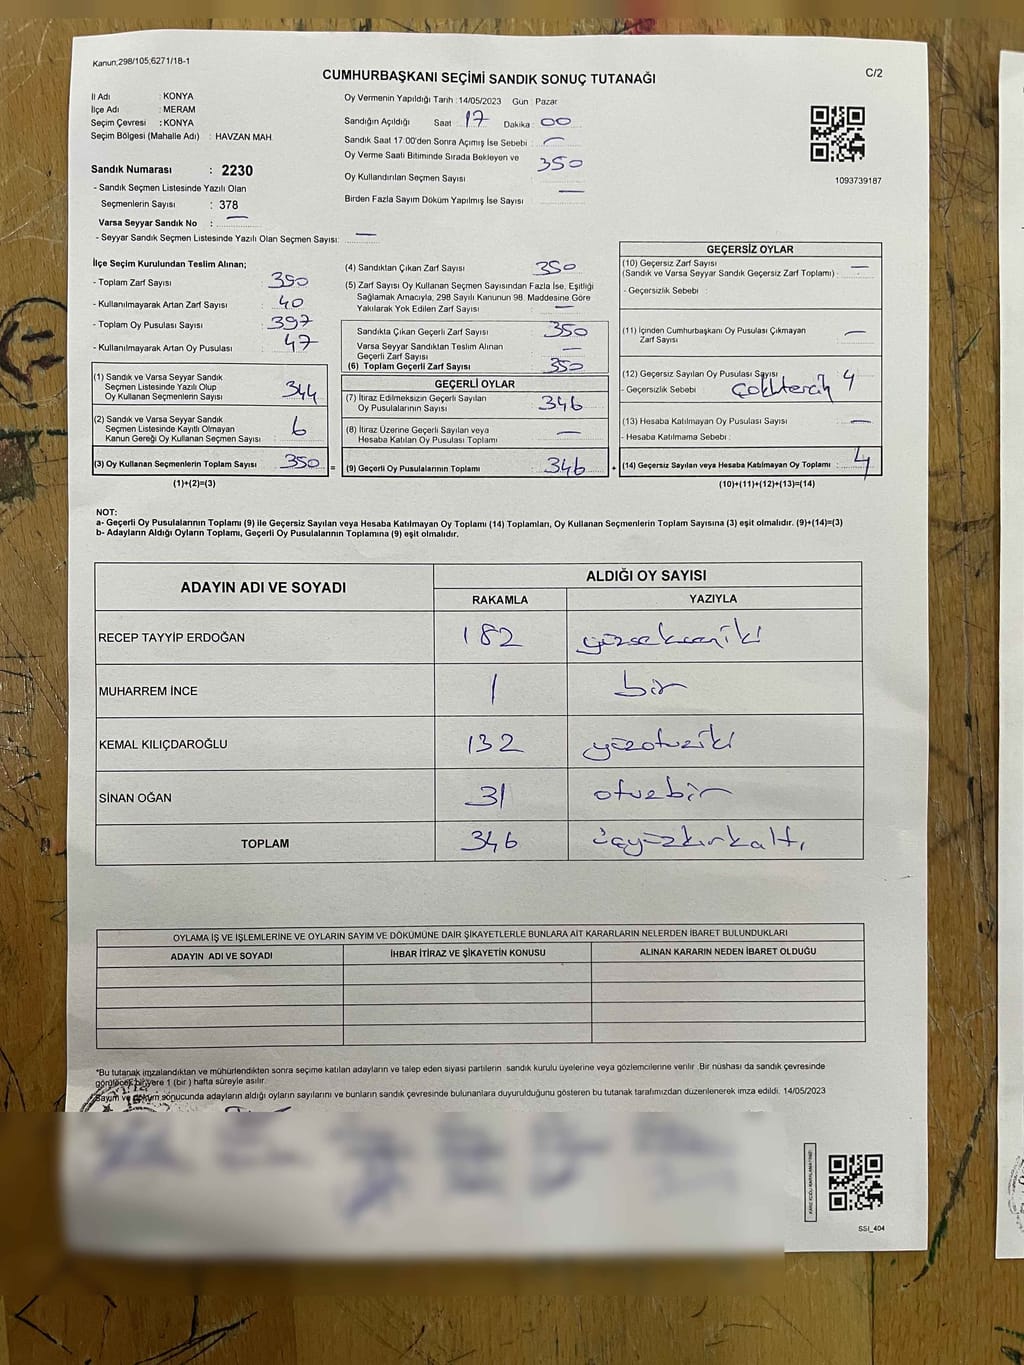 Kanun;298/105,6271/18-1
CUMHURBAŞKANI SEÇİMİ SANDIK SONUÇ TUTANAĞI
C/2
İl Adı : KONYA
İlçe Adı : MERAM
Seçim Çevresi : KONYA
Seçim Bölgesi (Mahalle Adı) : HAVZAN MAH.
Sandık Numarası : 2230
- Sandık Seçmen Listesinde Yazılı Olan
Seçmenlerin Sayısı : 378
Varsa Seyyar Sandık No : —
- Seyyar Sandık Seçmen Listesinde Yazılı Olan Seçmen Sayısı: —
Oy Vermenin Yapıldığı Tarih :14/05/2023 Gün : Pazar
Sandığın Açıldığı Saat : 17 Dakika : 00
Sandık Saat 17:00'den Sonra Açımış İse Sebebi : —
Oy Verme Saati Bitiminde Sırada Bekleyen ve
Oy Kullandırılan Seçmen Sayısı : 350
Birden Fazla Sayım Döküm Yapılmış İse Sayısı : —
1093739187
İlçe Seçim Kurulundan Teslim Alınan;
- Toplam Zarf Sayısı : 390
- Kullanılmayarak Artan Zarf Sayısı : 40
- Toplam Oy Pusulası Sayısı : 397
- Kullanılmayarak Artan Oy Pusulası : 47
(1) Sandık ve Varsa Seyyar Sandık
Seçmen Listesinde Yazılı Olup
Oy Kullanan Seçmenlerin Sayısı : 344
(2) Sandık ve Varsa Seyyar Sandık
Seçmen Listesinde Kayıtlı Olmayan
Kanun Gereği Oy Kullanan Seçmen Sayısı : 6
(3) Oy Kullanan Seçmenlerin Toplam Sayısı : 350
(1)+(2)=(3)
(4) Sandıktan Çıkan Zarf Sayısı : 350
(5) Zarf Sayısı Oy Kullanan Seçmen Sayısından Fazla İse, Eşitliği
Sağlamak Amacıyla; 298 Sayılı Kanunun 98. Maddesine Göre
Yakılarak Yok Edilen Zarf Sayısı : —
Sandıkta Çıkan Geçerli Zarf Sayısı : 350
Varsa Seyyar Sandıktan Teslim Alınan
Geçerli Zarf Sayısı : —
(6) Toplam Geçerli Zarf Sayısı : 350
GEÇERLİ OYLAR
(7) İtiraz Edilmeksizin Geçerli Sayılan
Oy Pusulalarının Sayısı : 346
(8) İtiraz Üzerine Geçerli Sayılan veya
Hesaba Katılan Oy Pusulası Toplamı : —
= (9) Geçerli Oy Pusulalarının Toplamı : 346 +
GEÇERSİZ OYLAR
(10) Geçersiz Zarf Sayısı
(Sandık ve Varsa Seyyar Sandık Geçersiz Zarf Toplamı) : —
- Geçersizlik Sebebi :
(11) İçinden Cumhurbaşkanı Oy Pusulası Çıkmayan
Zarf Sayısı : —
(12) Geçersiz Sayılan Oy Pusulası Sayısı : 4
- Geçersizlik Sebebi : Çoklutercih
(13) Hesaba Katılmayan Oy Pusulası Sayısı : —
- Hesaba Katılmama Sebebi :
(14) Geçersiz Sayılan veya Hesaba Katılmayan Oy Toplamı : 4
(10)+(11)+(12)+(13)=(14)
NOT:
a- Geçerli Oy Pusulalarının Toplamı (9) ile Geçersiz Sayılan veya Hesaba Katılmayan Oy Toplamı (14) Toplamları, Oy Kullanan Seçmenlerin Toplam Sayısına (3) eşit olmalıdır. (9)+(14)=(3)
b- Adayların Aldığı Oyların Toplamı, Geçerli Oy Pusulalarının Toplamına (9) eşit olmalıdır.
ADAYIN ADI VE SOYADI
ALDIĞI OY SAYISI
RAKAMLA YAZIYLA
RECEP TAYYİP ERDOĞAN 182 yüzsekseniki
MUHARREM İNCE 1 bir
KEMAL KILIÇDAROĞLU 132 yüzotuziki
SİNAN OĞAN 31 otuzbir
TOPLAM 346 üçyüzkırkaltı
OYLAMA İŞ VE İŞLEMLERİNE VE OYLARIN SAYIM VE DÖKÜMÜNE DAİR ŞİKAYETLERLE BUNLARA AİT KARARLARIN NELERDEN İBARET BULUNDUKLARI
ADAYIN ADI VE SOYADI İHBAR İTİRAZ VE ŞİKAYETİN KONUSU ALINAN KARARIN NEDEN İBARET OLDUĞU
*Bu tutanak imzalandıktan ve mühürlendikten sonra seçime katılan adayların ve talep eden siyasi partilerin sandık kurulu üyelerine veya gözlemcilerine verilir .Bir nüshası da sandık çevresinde
görülecek bir yere 1 (bir ) hafta süreyle asılır.
Sayım ve döküm sonucunda adayların aldığı oyların sayılarını ve bunların sandık çevresinde bulunanlara duyurulduğunu gösteren bu tutanak tarafımızdan düzenlenerek imza edildi. 14/05/2023
SSI_404